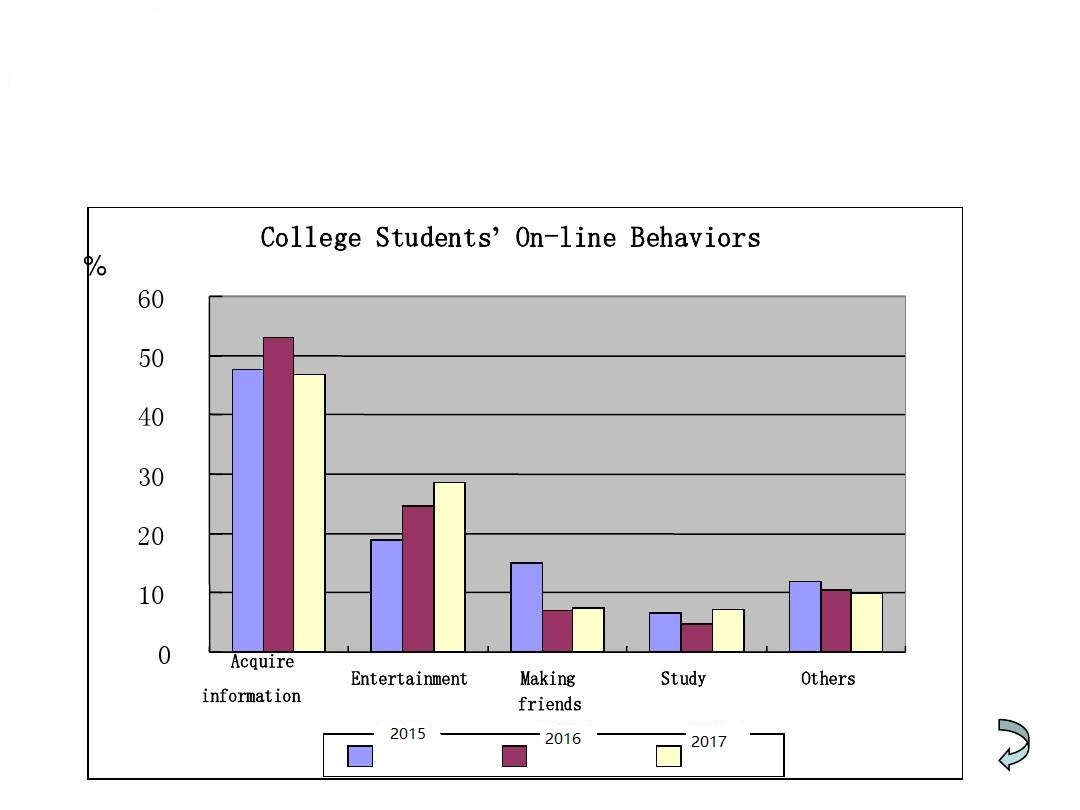 College Students’ On-line Behaviors
%
60
50
40
30
20
10
0
Acquire
information
Entertainment
Making
friends
Study
Others
2015
2016
2017